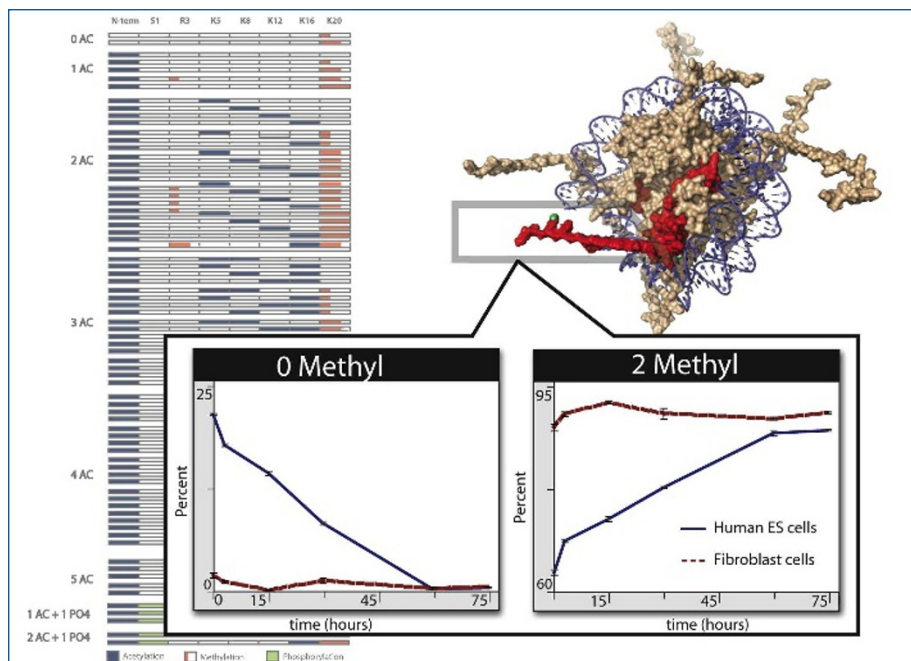 N-term S1 R3 K5 K8 K12 K16 K20
0 AC
1 AC
2 AC
3 AC
4 AC
5 AC
1 AC + 1 PO4
2 AC + 1 PO4
Acetylation Methylation Phosphorylation
0 Methyl
25
Percent
0
0 15 45 75
time (hours)
2 Methyl
95
Percent
60
0 15 45 75
time (hours)
Human ES cells
Fibroblast cells